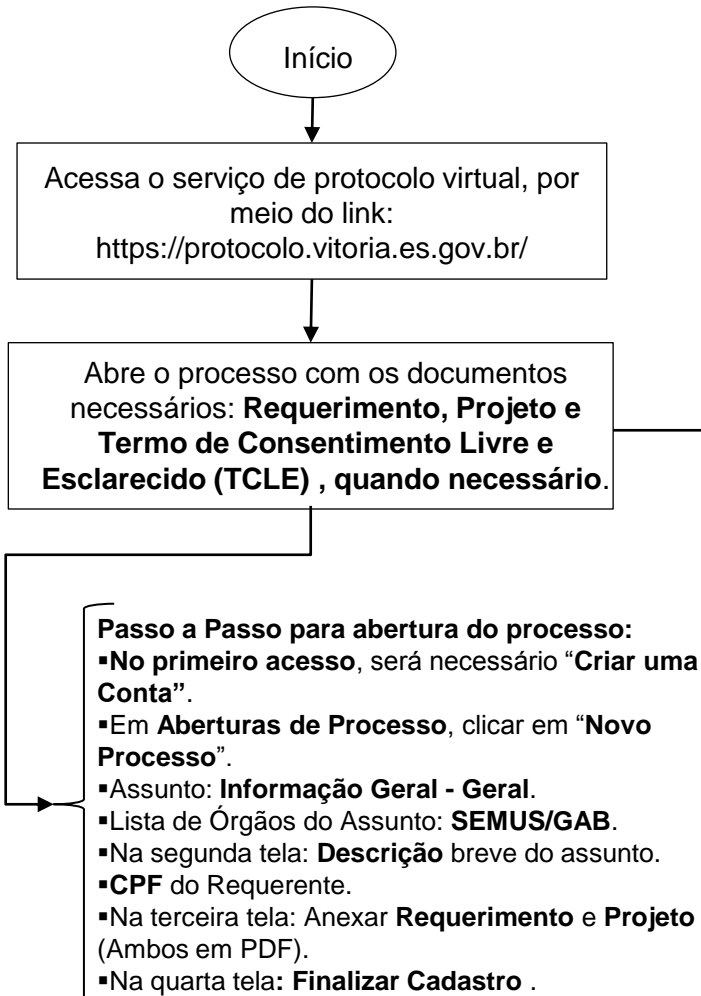 Início
Acessa o serviço de protocolo virtual, por
meio do link:
https://protocolo.vitoria.es.gov.br/
Abre o processo com os documentos
necessários: Requerimento, Projeto e
Termo de Consentimento Livre e
Esclarecido (TCLE) , quando necessário.
Passo a Passo para abertura do processo:
▪No primeiro acesso, será necessário “Criar uma
Conta”.
▪Em Aberturas de Processo, clicar em “Novo
Processo”.
▪Assunto: Informação Geral - Geral.
▪Lista de Órgãos do Assunto: SEMUS/GAB.
▪Na segunda tela: Descrição breve do assunto.
▪CPF do Requerente.
▪Na terceira tela: Anexar Requerimento e Projeto
(Ambos em PDF).
▪Na quarta tela: Finalizar Cadastro .